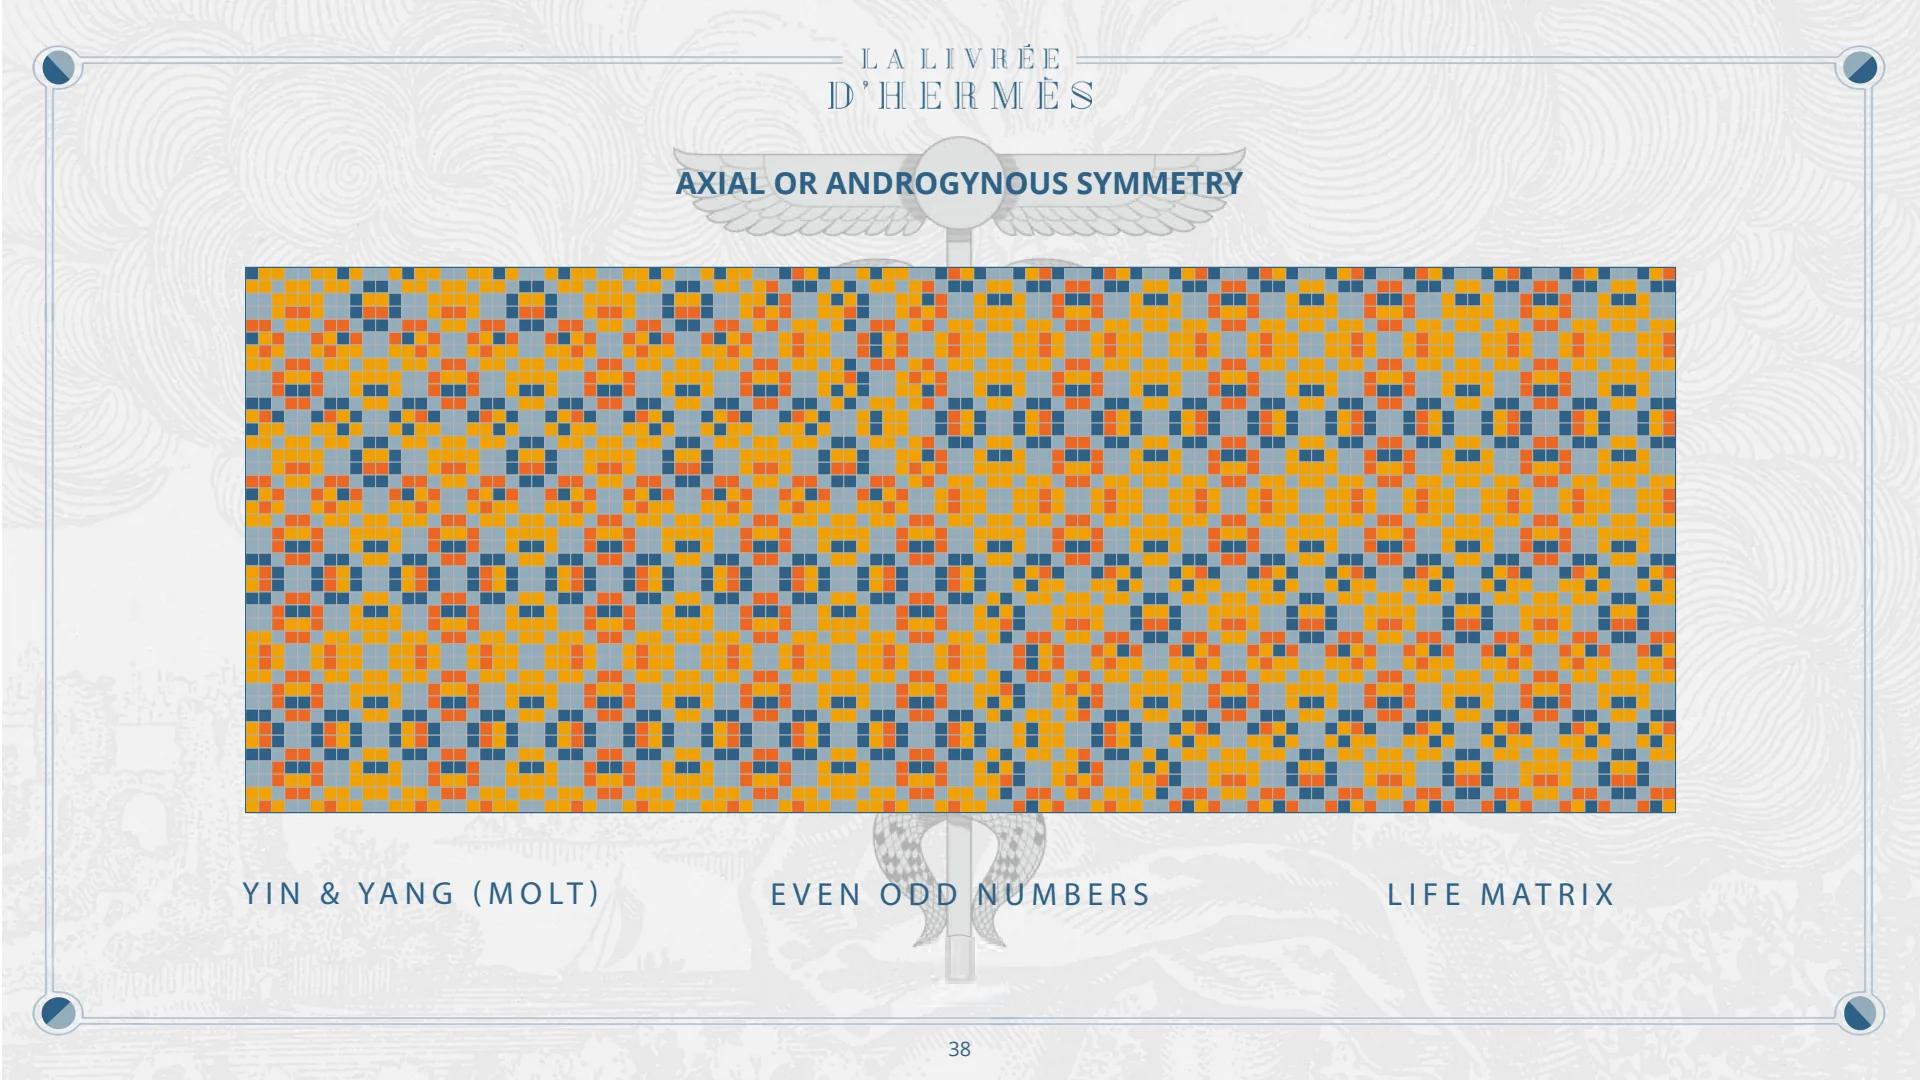 LA LIVRÉE
D'HERMÈS
AXIAL OR ANDROGYNOUS SYMMETRY
YIN & YANG (MOLT)
EVEN ODD NUMBERS
LIFE MATRIX
38